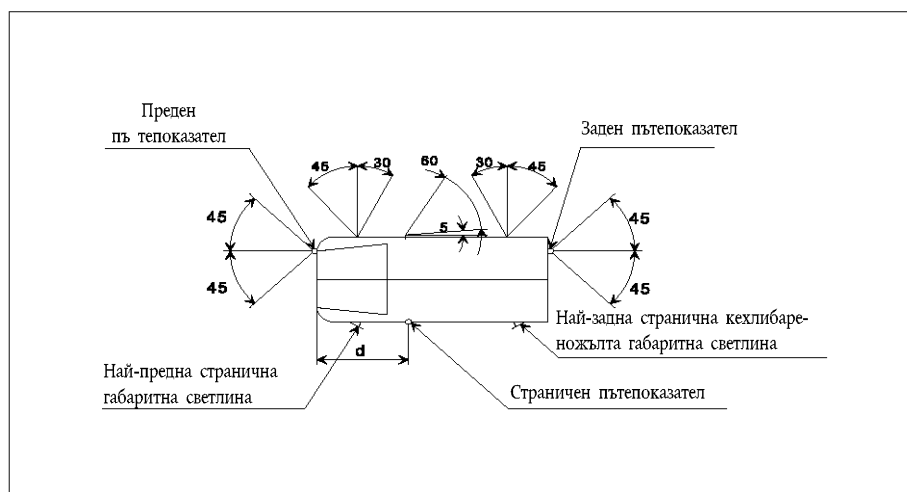 Преден
пъ тепоказател
Заден пътепоказател
45
30
60
30
45
45
45
5
45
45
d
Най-задна странична кехлибаре-
ножълта габаритна светлина
Най-предна странична
габаритна светлина
Страничен пътепоказател